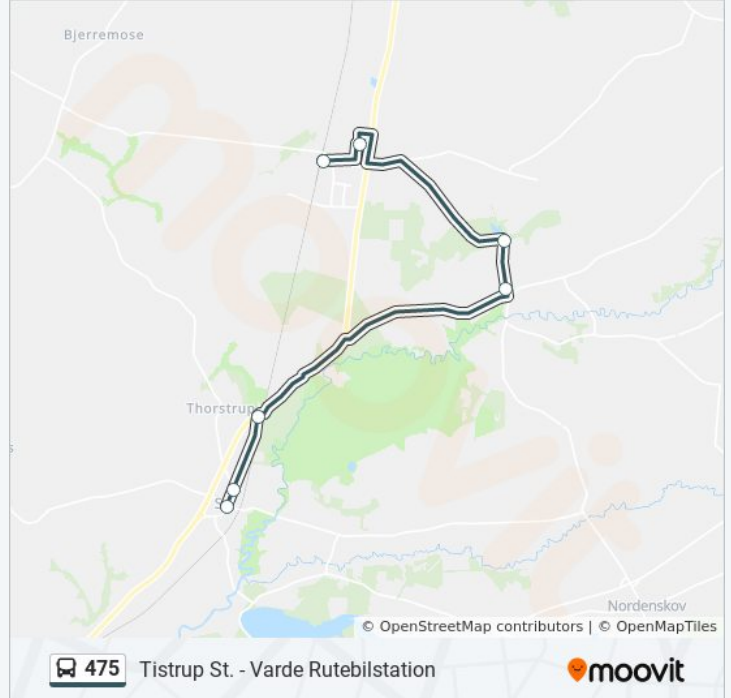 Bjerremose
Thorstrup
Nordenskov
© OpenStreetMap contributors | © OpenMapTiles
475 Tistrup St. - Varde Rutebilstation
moovit